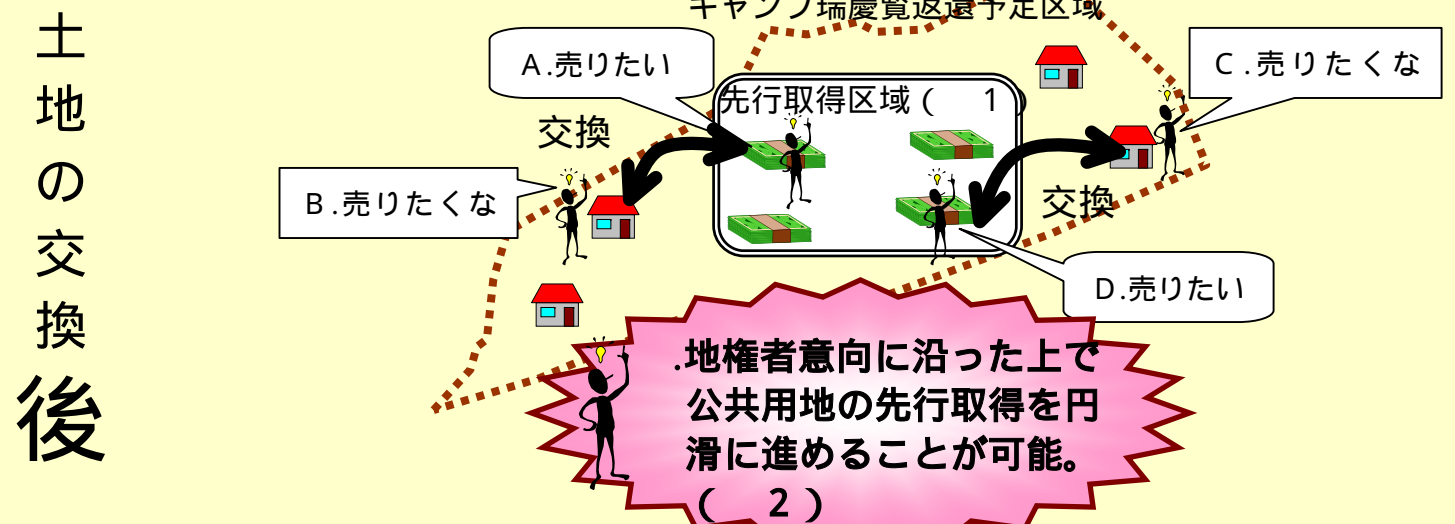 土地の交換後
キャンプ瑞慶覧返還予定区域
A.売りたい
先行取得区域( 1 )
C.売りたくな
交換
B.売りたくな
交換
D.売りたい
.地権者意向に沿った上で
公共用地の先行取得を円
滑に進めることが可能。
( 2 )